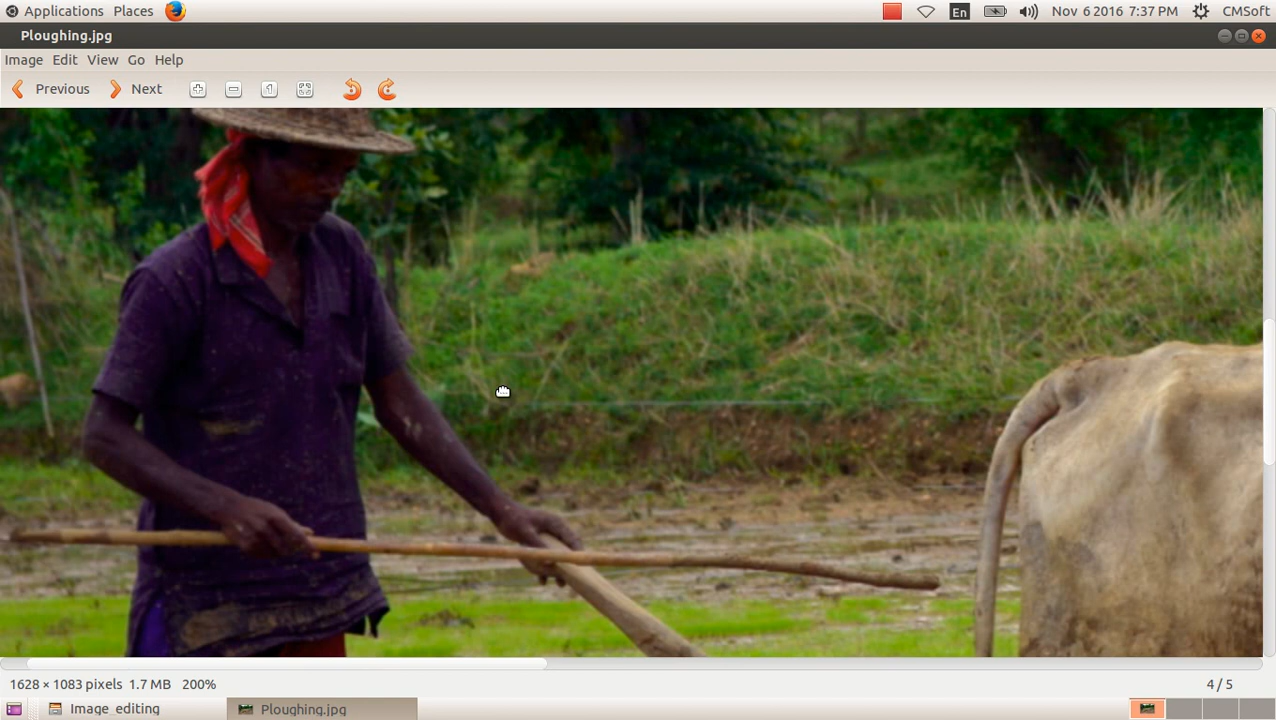 Applications Places En Nov 6 2016 7:37 PM CMSoft
Ploughing.jpg
Image Edit View Go Help
Previous Next
1628 × 1083 pixels 1.7 MB 200% 4 / 5
Image_editing Ploughing.jpg